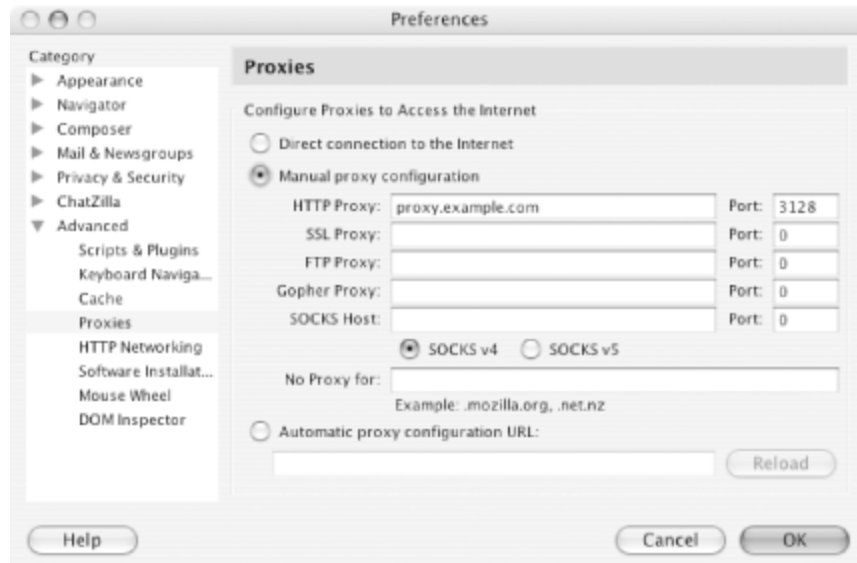 Preferences
Category
Appearance
Navigator
Composer
Mail & Newsgroups
Privacy & Security
ChatZilla
Advanced
Scripts & Plugins
Keyboard Naviga...
Cache
Proxies
HTTP Networking
Software Installat...
Mouse Wheel
DOM Inspector
Proxies
Configure Proxies to Access the Internet
Direct connection to the Internet
Manual proxy configuration
HTTP Proxy: proxy.example.com Port: 3128
SSL Proxy: Port: 0
FTP Proxy: Port: 0
Gopher Proxy: Port: 0
SOCKS Host: Port: 0
SOCKS v4 SOCKS v5
No Proxy for:
Example: .mozilla.org, .net.nz
Automatic proxy configuration URL:
Reload
Help Cancel OK